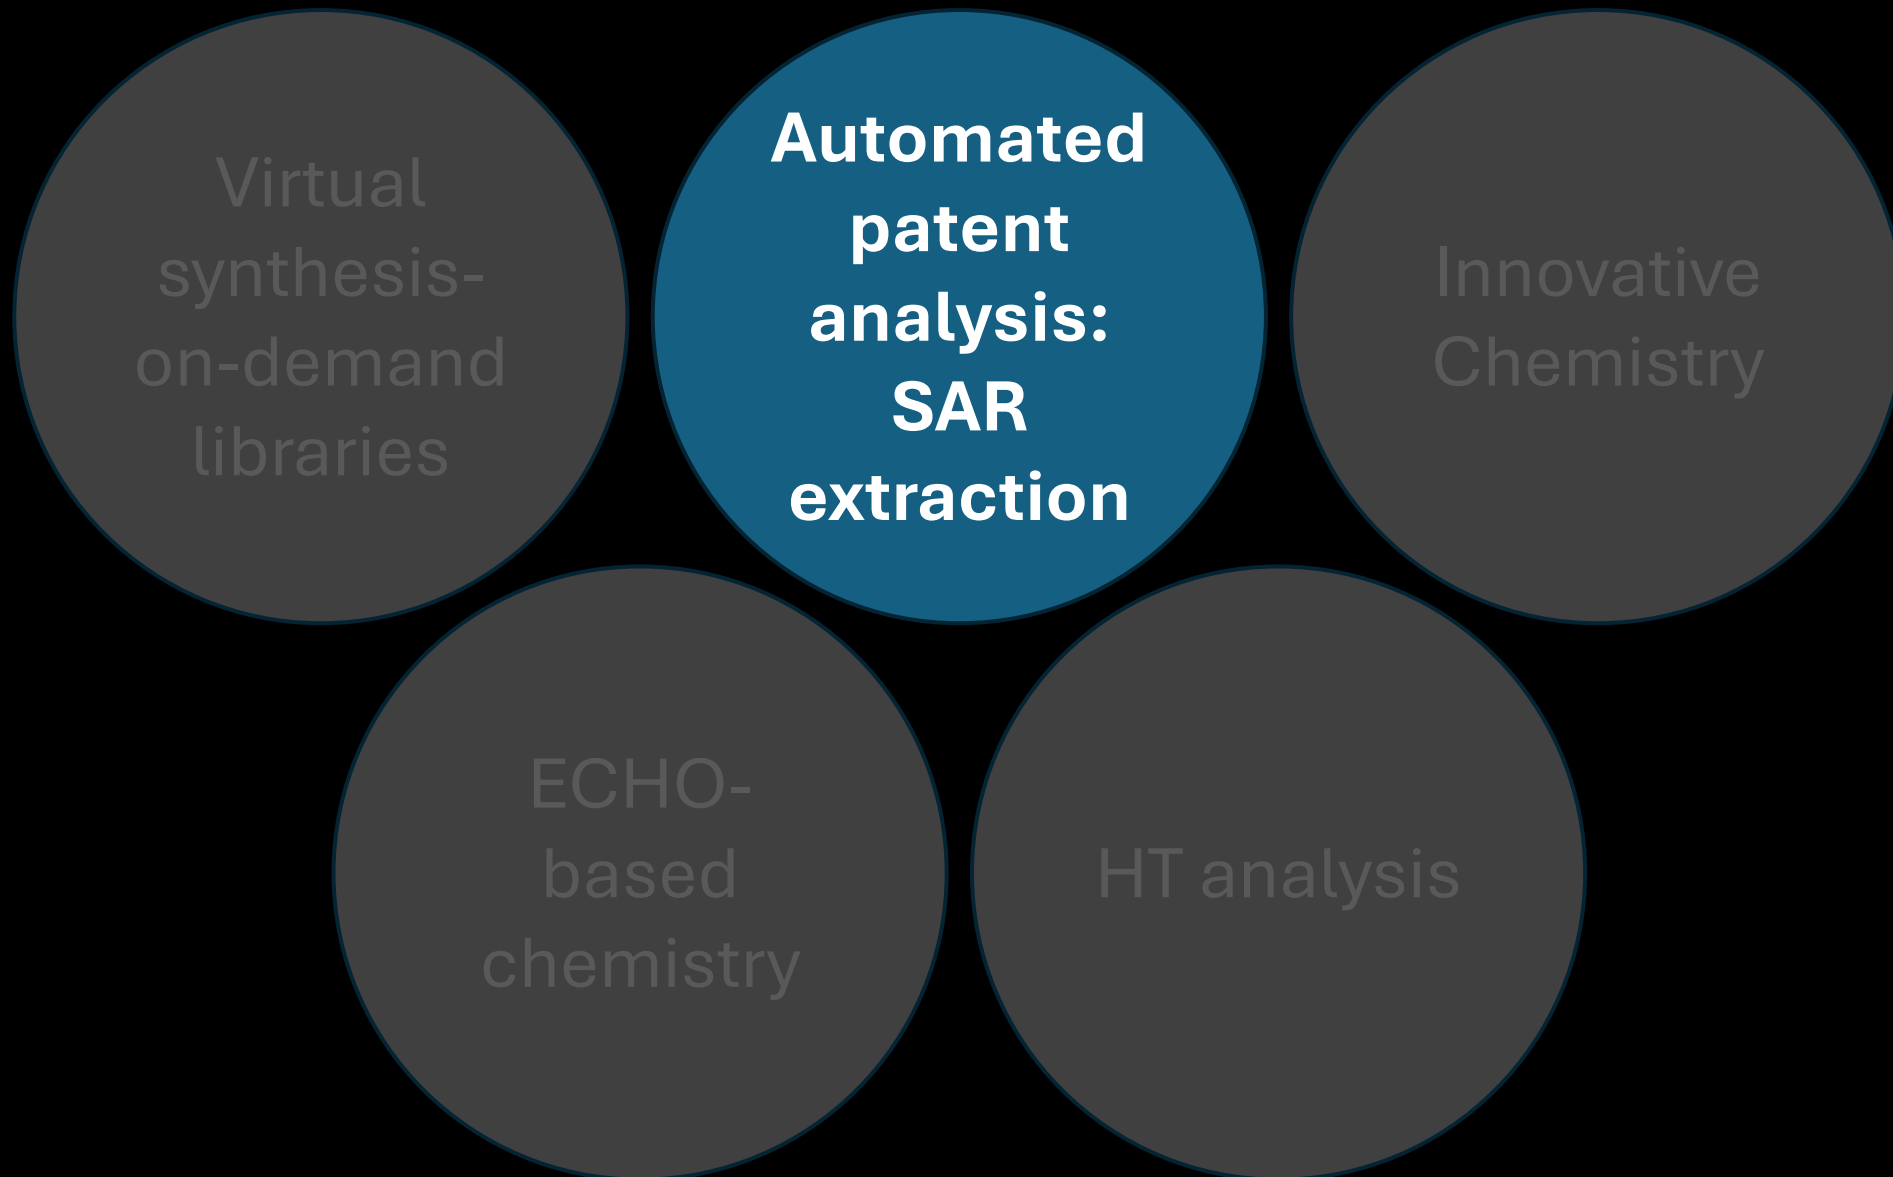 Virtual
synthesis-
on-demand
libraries
Automated
patent
analysis:
SAR
extraction
Innovative
Chemistry
ECHO-
based
chemistry
HT analysis